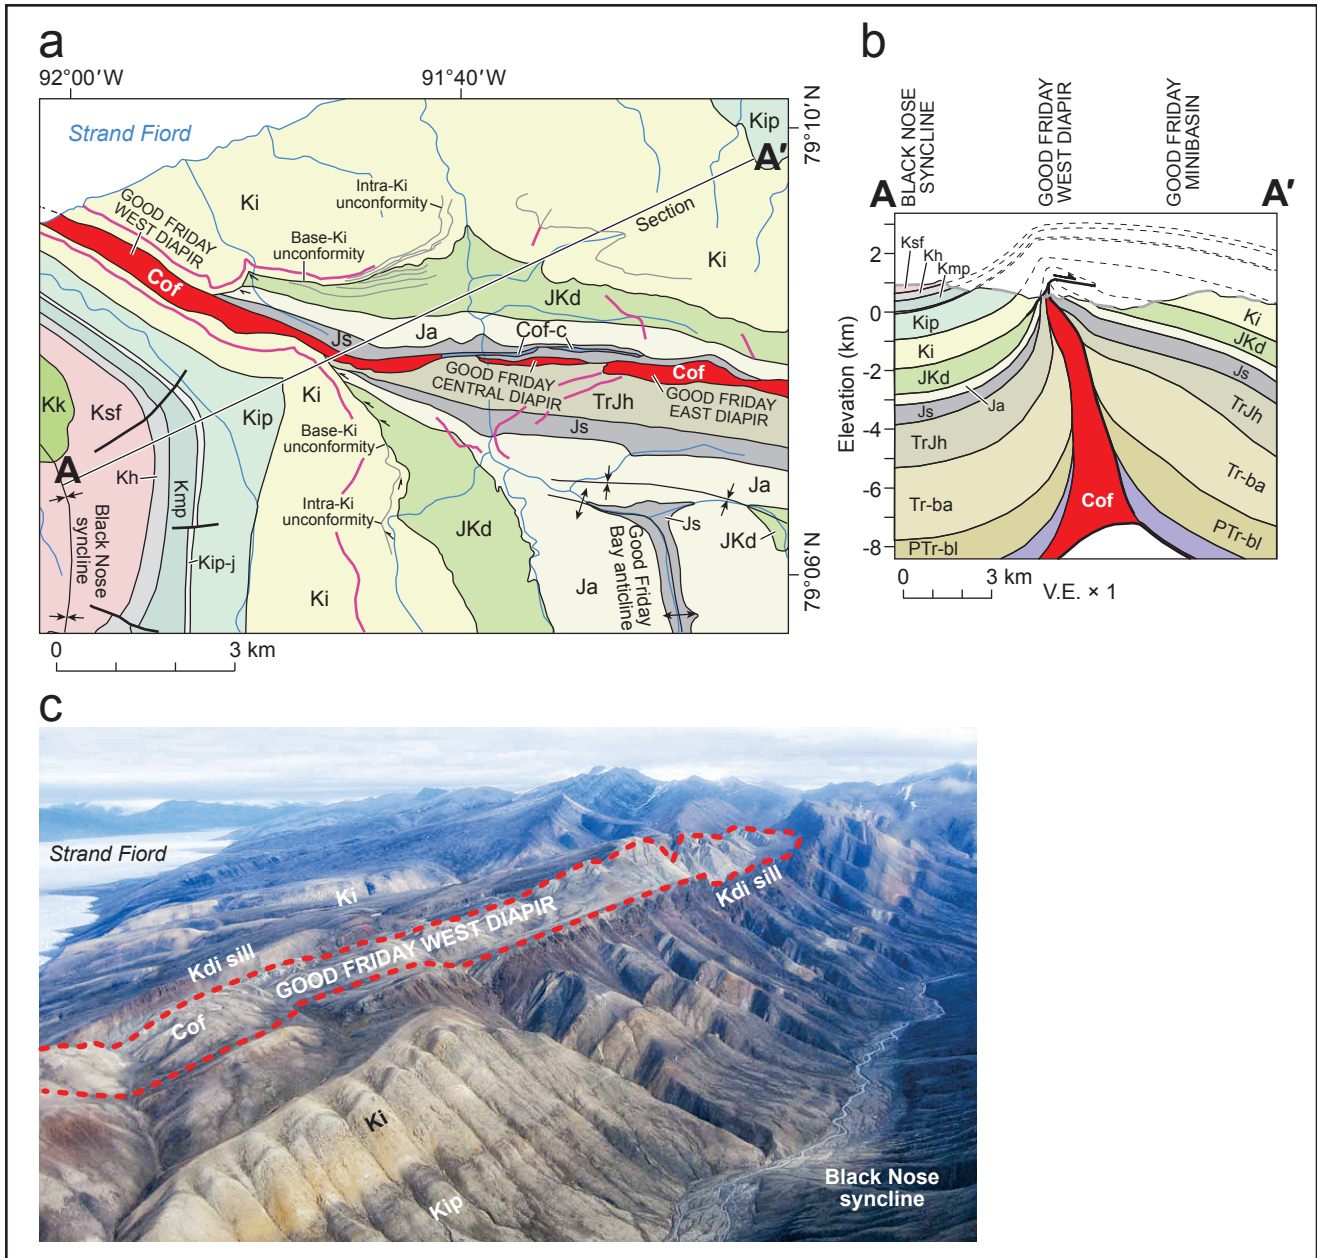 a
92°00′W
91°40′W
79°10′N
79°06′N
Strand Fiord
Kip
A′
Section
Intra-Ki
unconformity
Ki
GOOD FRIDAY
WEST DIAPIR
Base-Ki
unconformity
Ki
Cof
JKd
Js
Ja
Cof-c
GOOD FRIDAY
CENTRAL DIAPIR
Cof
GOOD FRIDAY
EAST DIAPIR
TrJh
Kk
Ksf
Kip
Ki
Js
Base-Ki
unconformity
A
Kh
Kmp
Intra-Ki
unconformity
Ja
Js
JKd
JKd
Black Nose
syncline
Kip-j
Good Friday
Bay anticline
Ja
Ki
0
3 km
b
BLACK NOSE
SYNCLINE
GOOD FRIDAY
WEST DIAPIR
GOOD FRIDAY
MINIBASIN
A
A′
Elevation (km)
2
0
-2
-4
-6
-8
Ksf
Kh
Kmp
Kip
Ki
JKd
Js
Ja
TrJh
Tr-ba
PTr-bl
Cof
Ki
JKd
Js
TrJh
Tr-ba
PTr-bl
0
3 km
V.E. × 1
c
Strand Fiord
Ki
Kdi sill
Kdi sill
GOOD FRIDAY WEST DIAPIR
Cof
Ki
Kip
Black Nose
syncline